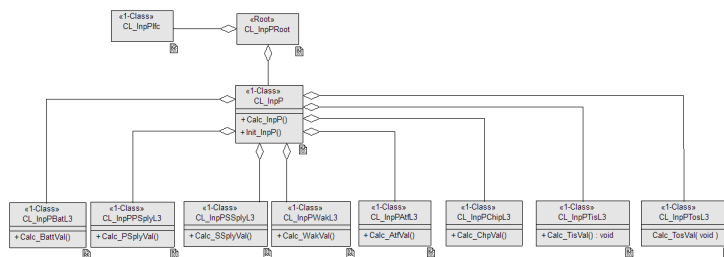 «1-Class»
CL_InpPIfc
«Root»
CL_InpPRoot
«1-Class»
CL_InpP
+ Calc_InpP()
+ Init_InpP()
«1-Class»
CL_InpPBatL3
+ Calc_BattVal()
«1-Class»
CL_InpPPSplyL3
+ Calc_PSplyVal()
«1-Class»
CL_InpPSSplyL3
+ Calc_SSplyVal()
«1-Class»
CL_InpPWakL3
+ Calc_WakVal()
«1-Class»
CL_InpPAtfL3
+ Calc_AtfVal()
«1-Class»
CL_InpPChipL3
+ Calc_ChpVal()
«1-Class»
CL_InpPTisL3
+ Calc_TisVal() : void
«1-Class»
CL_InpPTosL3
Calc_TosVal( void )